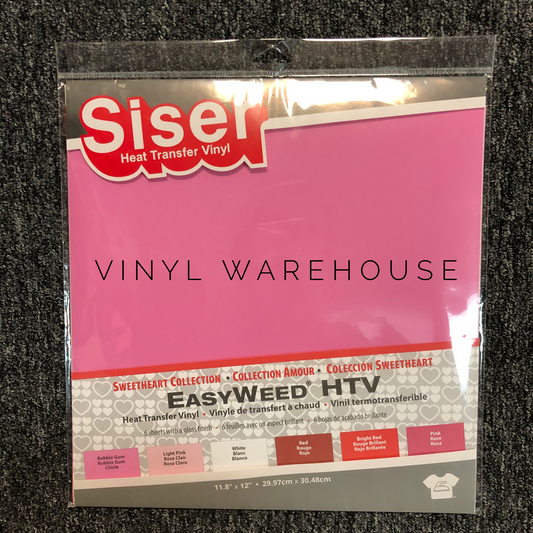 Siser
Heat Transfer Vinyl
VINYL WAREHOUSE
SWEETHEART COLLECTION • COLLECTION AMOUR • COLECCIÓN SWEETHEART
EASYWEED® HTV
Heat Transfer Vinyl • Vinyle de transfert à chaud • Vinil termotransferible
6 sheets with a gloss finish • 6 feuilles avec un aspect brillant • 6 hojas de acabado brillante
Bubble Gum
Bubble Gum
Chicle
Light Pink
Rose Clair
Rosa Claro
White
Blanc
Blanco
Red
Rouge
Rojo
Bright Red
Rouge Brillant
Rojo Brillante
Pink
Rose
Rosa
11.8" x 12" • 29.97cm x 30.48cm